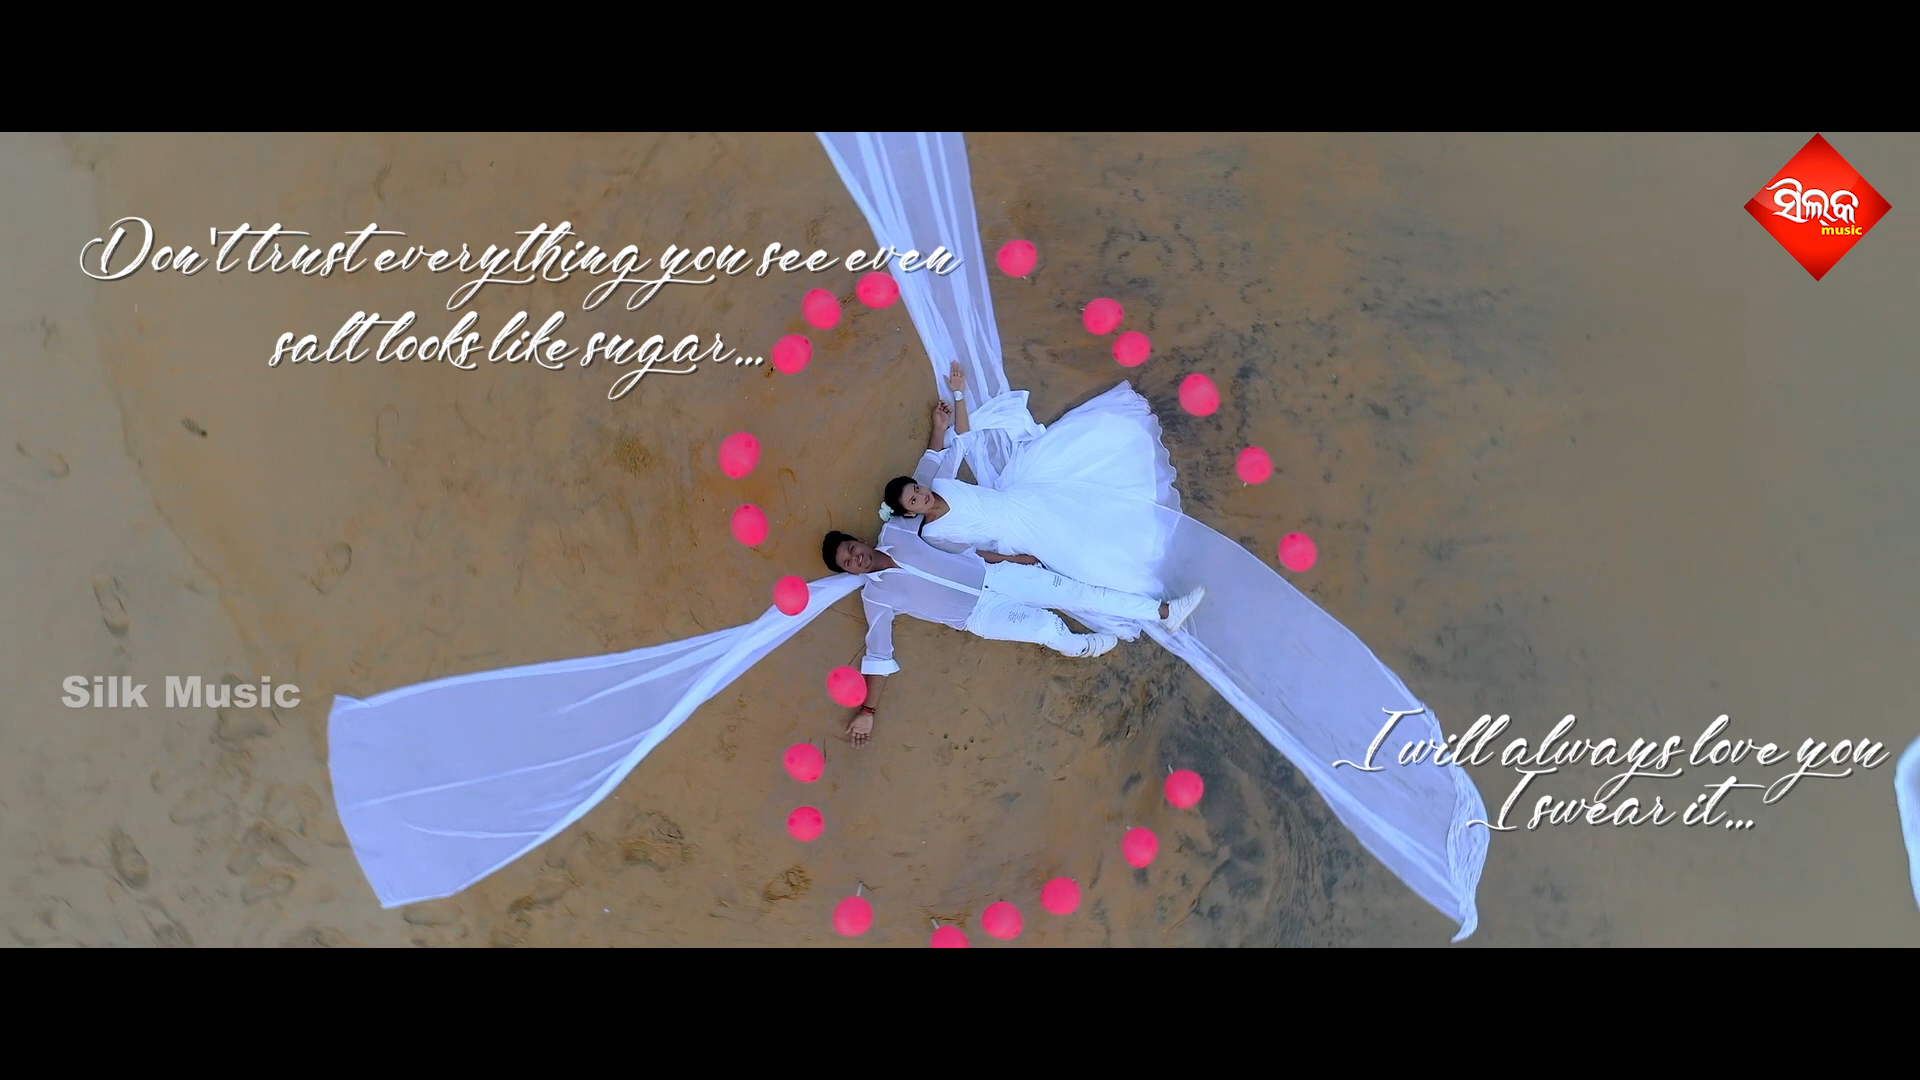 Don't trust everything you see even
salt looks like sugar...
ସିଲ୍କ
music
Silk Music
I will always love you
I swear it...